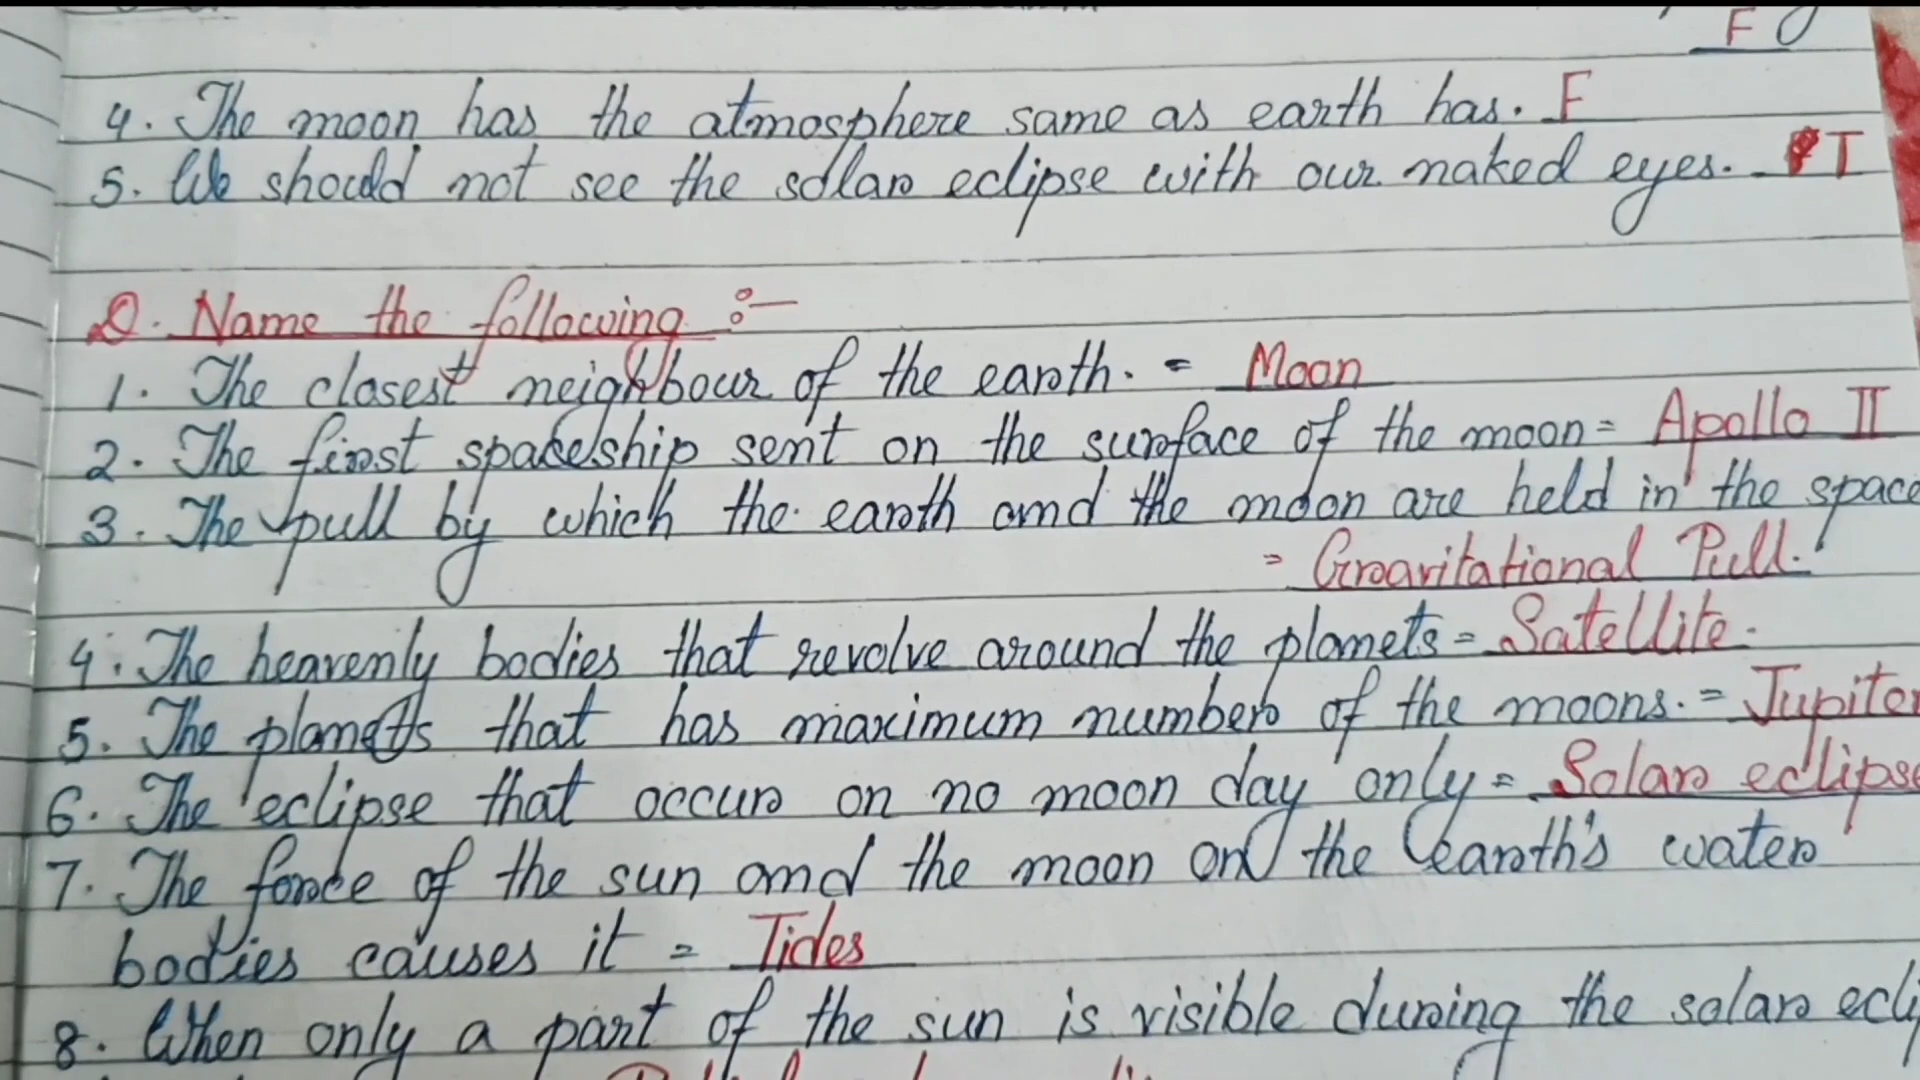 F
4. The moon has the atmosphere same as earth has. F
5. We should not see the solar eclipse with our naked eyes. T
Q. Name the following :-
1. The closest neighbour of the earth. = Moon
2. The first spaceship sent on the surface of the moon = Apollo II
3. The pull by which the earth and the moon are held in the space
= Gravitational Pull.
4. The heavenly bodies that revolve around the planets = Satellite.
5. The planets that has maximum number of the moons. = Jupiter
6. The eclipse that occur on no moon day only = Solar eclipse
7. The force of the sun and the moon on the earth's water
bodies causes it = Tides
8. When only a part of the sun is visible during the solar ecli